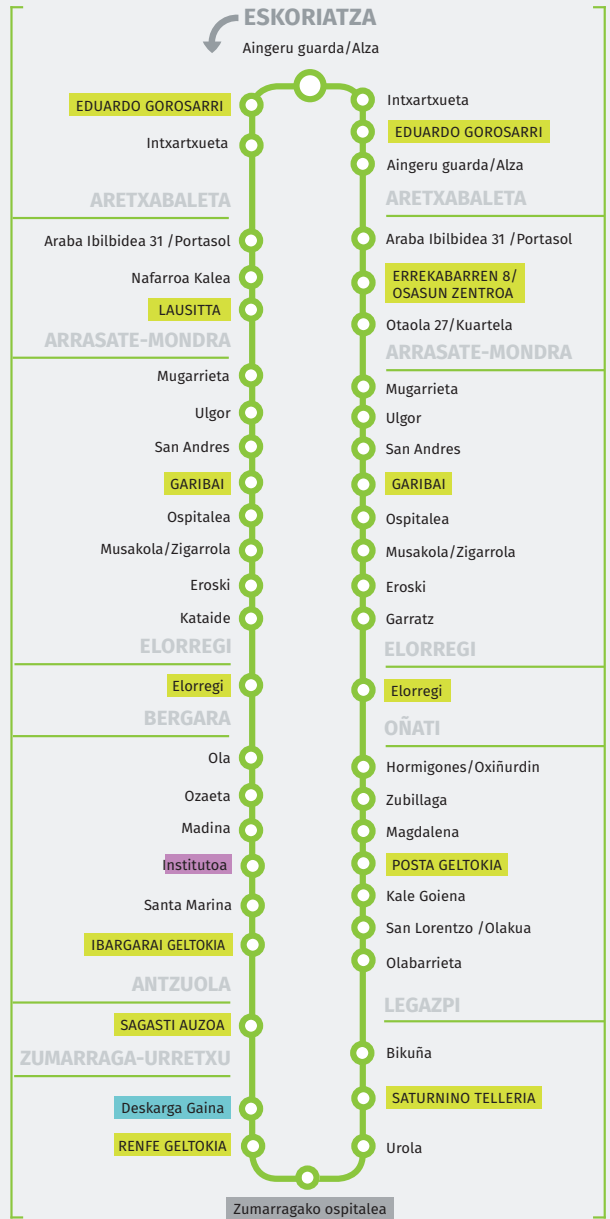 ESKORIATZA
Aingeru guarda/Alza
EDUARDO GOROSARRI
Intxartxueta
ARETXABALETA
Araba Ibilbidea 31 /Portasol
Nafarroa Kalea
LAUSITTA
ARRASATE-MONDRA
Mugarrieta
Ulgor
San Andres
GARIBAI
Ospitalea
Musakola/Zigarrola
Eroski
Kataide
ELORREGI
Elorregi
BERGARA
Ola
Ozaeta
Madina
Institutoa
Santa Marina
IBARGARAI GELTOKIA
ANTZUOLA
SAGASTI AUZOA
ZUMARRAGA-URRETXU
Deskarga Gaina
RENFE GELTOKIA
Intxartxueta
EDUARDO GOROSARRI
Aingeru guarda/Alza
ARETXABALETA
Araba Ibilbidea 31 /Portasol
ERREKABARREN 8/
OSASUN ZENTROA
Otaola 27/Kuartela
ARRASATE-MONDRA
Mugarrieta
Ulgor
San Andres
GARIBAI
Ospitalea
Musakola/Zigarrola
Eroski
Garratz
ELORREGI
Elorregi
OÑATI
Hormigones/Oxiñurdin
Zubillaga
Magdalena
POSTA GELTOKIA
Kale Goiena
San Lorentzo /Olakua
Olabarrieta
LEGAZPI
Bikuña
SATURNINO TELLERIA
Urola
Zumarragako ospitalea